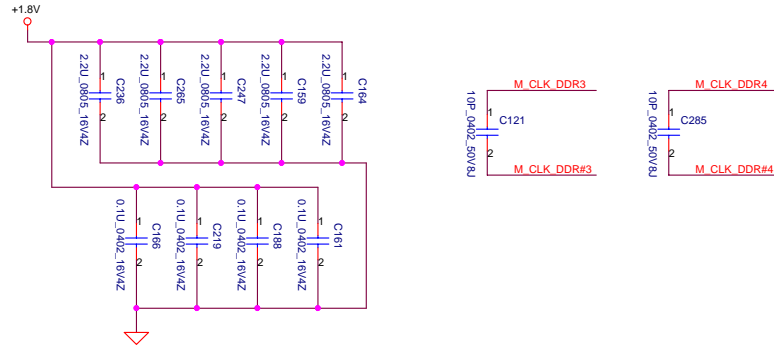 +1.8V
1
2
2.2U_0805_16V4Z
C236
1
2
2.2U_0805_16V4Z
C265
1
2
2.2U_0805_16V4Z
C247
1
2
2.2U_0805_16V4Z
C159
1
2
2.2U_0805_16V4Z
C164
1
2
0.1U_0402_16V4Z
C166
1
2
0.1U_0402_16V4Z
C219
1
2
0.1U_0402_16V4Z
C188
1
2
0.1U_0402_16V4Z
C161
M_CLK_DDR3
1
C121
2
10P_0402_50V8J
M_CLK_DDR#3
M_CLK_DDR4
1
C285
2
10P_0402_50V8J
M_CLK_DDR#4